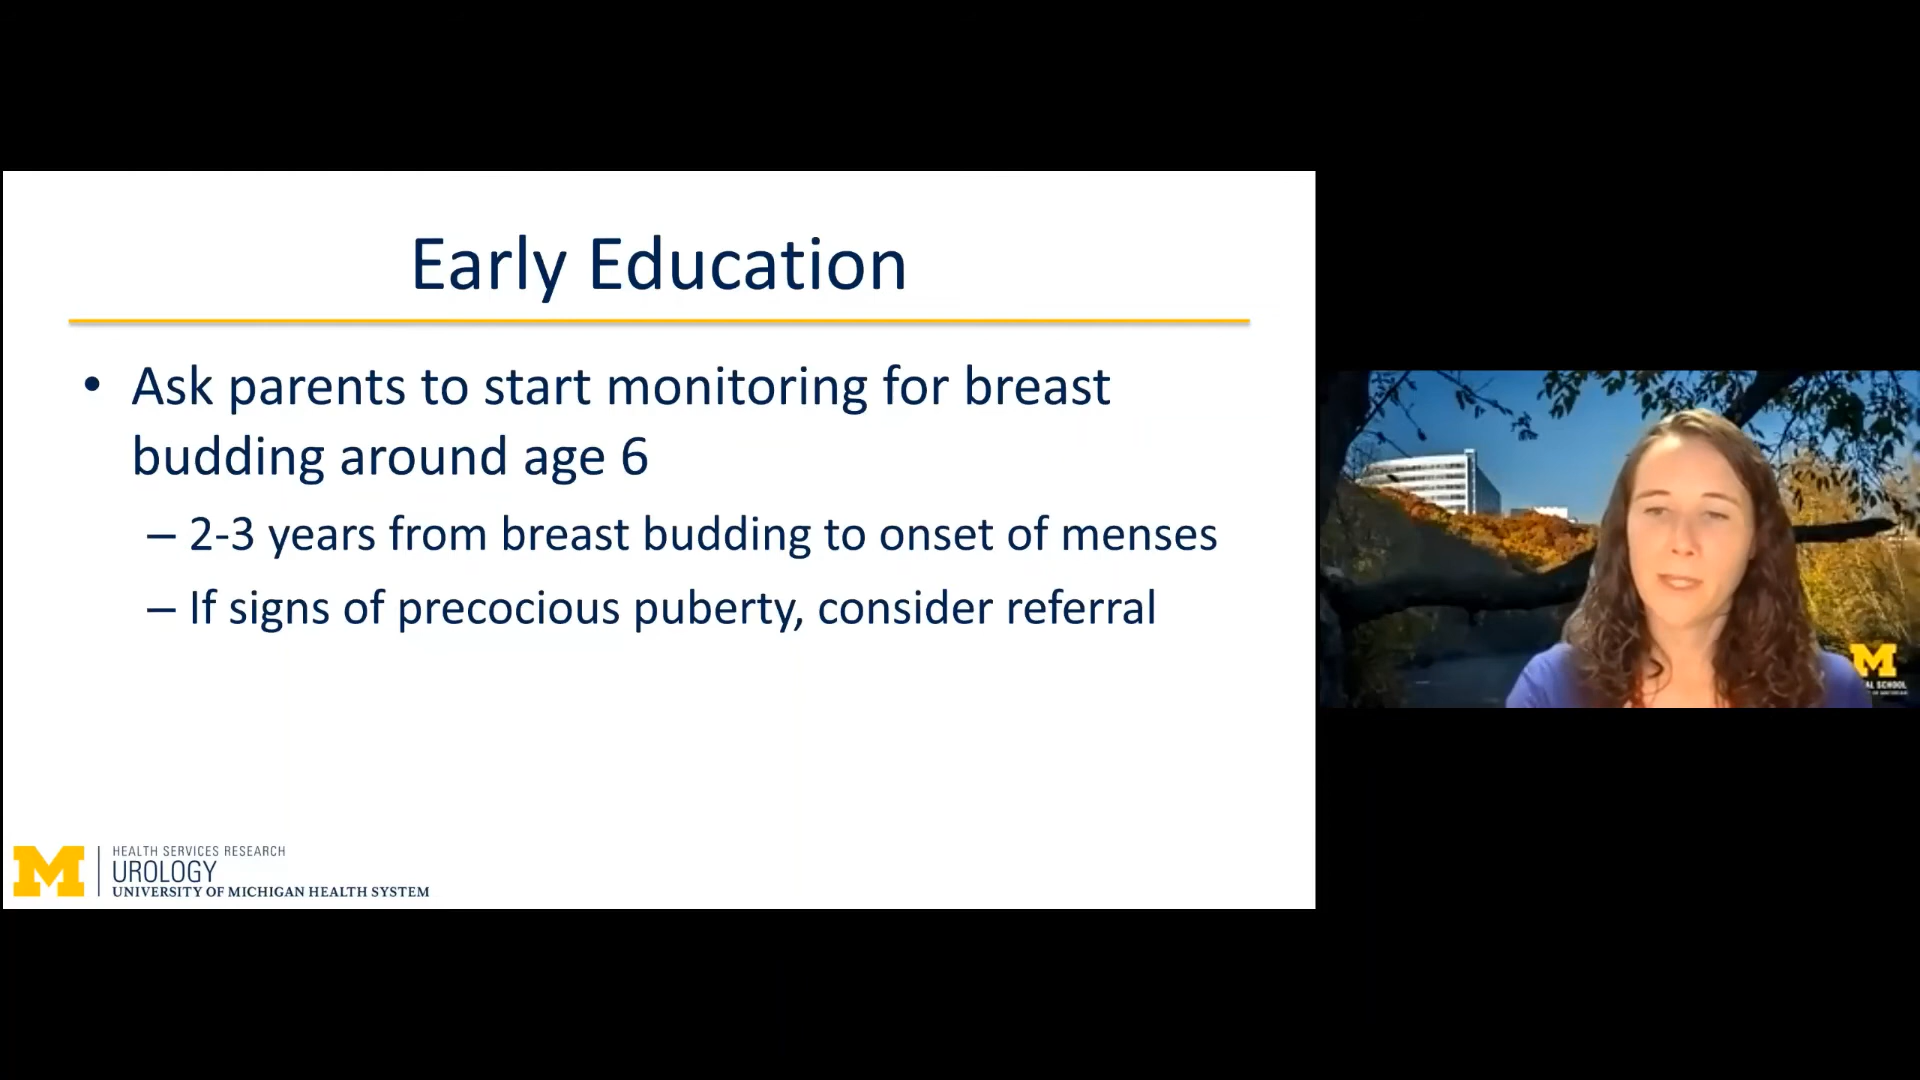 Early Education
• Ask parents to start monitoring for breast
budding around age 6
– 2-3 years from breast budding to onset of menses
– If signs of precocious puberty, consider referral
M
HEALTH SERVICES RESEARCH
UROLOGY
UNIVERSITY OF MICHIGAN HEALTH SYSTEM
M
AL SCHOOL